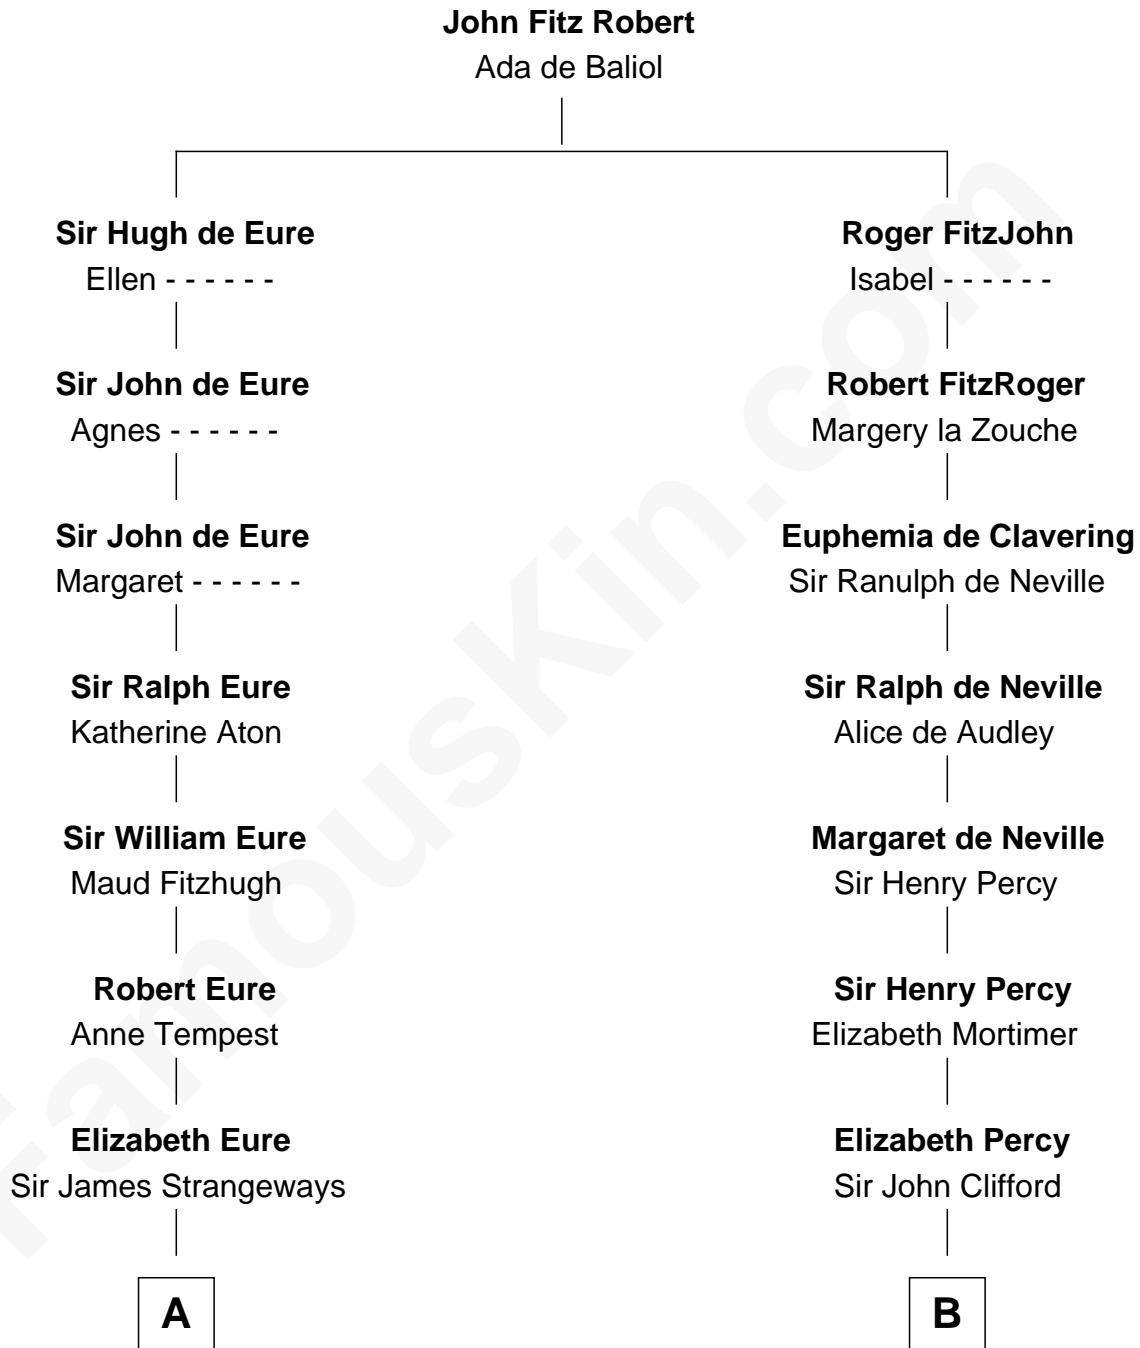 John Fitz Robert
Ada de Baliol
Sir Hugh de Eure
Ellen - - - - - -
Sir John de Eure
Agnes - - - - - -
Sir John de Eure
Margaret - - - - - -
Sir Ralph Eure
Katherine Aton
Sir William Eure
Maud Fitzhugh
Robert Eure
Anne Tempest
Elizabeth Eure
Sir James Strangeways
A
Roger FitzJohn
Isabel - - - - - -
Robert FitzRoger
Margery la Zouche
Euphemia de Clavering
Sir Ranulph de Neville
Sir Ralph de Neville
Alice de Audley
Margaret de Neville
Sir Henry Percy
Sir Henry Percy
Elizabeth Mortimer
Elizabeth Percy
Sir John Clifford
B
FamousKin.com